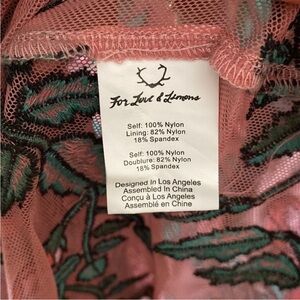 For Love & Lemons
Self: 100% Nylon
Lining: 82% Nylon
18% Spandex
Self: 100% Nylon
Doublure: 82% Nylon
18% Spandex
Designed In Los Angeles
Assembled In China
Conçu à Los Angeles
Assemblé en Chine